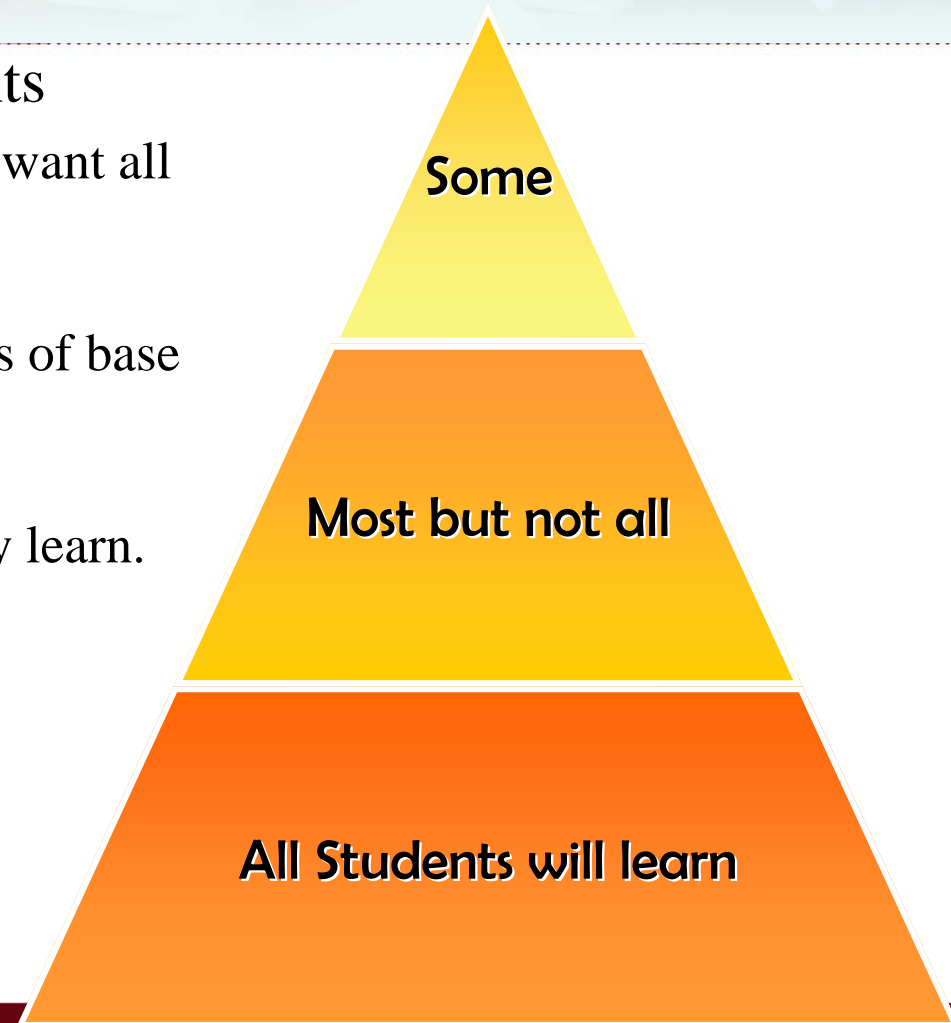 ts
want all
Some
s of base
Most but not all
y learn.
All Students will learn